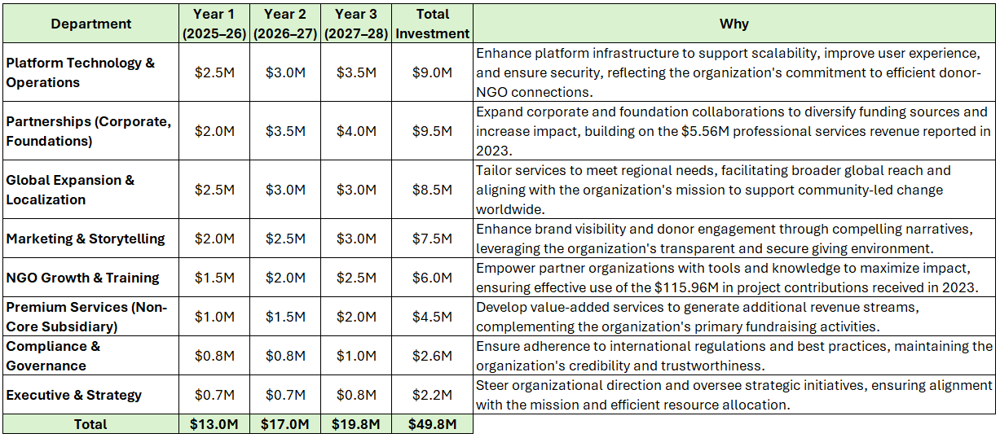 Department Year 1 (2025–26) Year 2 (2026–27) Year 3 (2027–28) Total Investment Why
Platform Technology & Operations $2.5M $3.0M $3.5M $9.0M Enhance platform infrastructure to support scalability, improve user experience,
and ensure security, reflecting the organization's commitment to efficient donor-
NGO connections.
Partnerships (Corporate, Foundations) $2.0M $3.5M $4.0M $9.5M Expand corporate and foundation collaborations to diversify funding sources and
increase impact, building on the $5.56M professional services revenue reported in
2023.
Global Expansion & Localization $2.5M $3.0M $3.0M $8.5M Tailor services to meet regional needs, facilitating broader global reach and
aligning with the organization's mission to support community-led change
worldwide.
Marketing & Storytelling $2.0M $2.5M $3.0M $7.5M Enhance brand visibility and donor engagement through compelling narratives,
leveraging the organization's transparent and secure giving environment.
NGO Growth & Training $1.5M $2.0M $2.5M $6.0M Empower partner organizations with tools and knowledge to maximize impact,
ensuring effective use of the $115.96M in project contributions received in 2023.
Premium Services (Non-Core Subsidiary) $1.0M $1.5M $2.0M $4.5M Develop value-added services to generate additional revenue streams,
complementing the organization's primary fundraising activities.
Compliance & Governance $0.8M $0.8M $1.0M $2.6M Ensure adherence to international regulations and best practices, maintaining the
organization's credibility and trustworthiness.
Executive & Strategy $0.7M $0.7M $0.8M $2.2M Steer organizational direction and oversee strategic initiatives, ensuring alignment
with the mission and efficient resource allocation.
Total $13.0M $17.0M $19.8M $49.8M